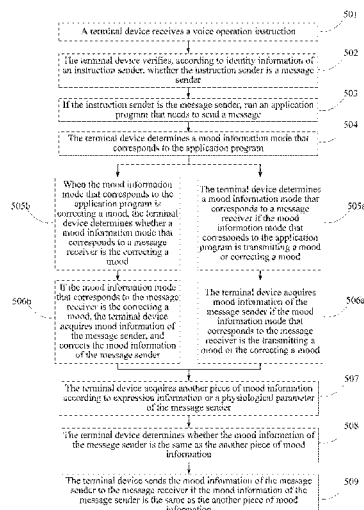 501
A terminal device receives a voice operation instruction
502
The terminal device verifies, according to identity information of
an instruction sender, whether the instruction sender is a message
sender
503
If the instruction sender is the message sender, run an application
program that needs to send a message
504
The terminal device determines a mood information mode that
corresponds to the application program
505b
When the mood information
mode that corresponds to the
application program is
correcting a mood, the terminal
device determines whether a
mood information mode that
corresponds to a message
receiver is the correcting
a mood
505a
The terminal device determines
a mood information mode that
corresponds to a message
receiver if the mood
information mode that
corresponds to the application
program is transmitting a mood
or correcting a mood
506b
If the mood information mode
that corresponds to the message
receiver is the correcting a
mood, the terminal device
acquires mood information of
the message sender, and
corrects the mood information
of the message sender
506a
The terminal device acquires
mood information of the
message sender if the mood
information mode that
corresponds to the message
receiver is the transmitting a
mood or the correcting a mood
507
The terminal device acquires another piece of mood information
according to expression information or a physiological parameter
of the message sender
508
The terminal device determines whether the mood information of
the message sender is the same as the another piece of mood
information
509
The terminal device sends the mood information of the message
sender to the message receiver if the mood information of the
message sender is the same as the another piece of mood
information